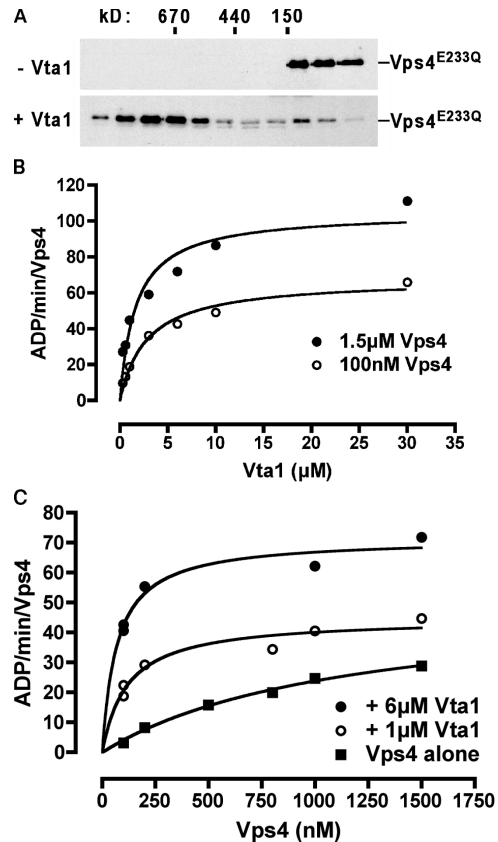 A
kD: 670 440 150
- Vta1
Vps4E233Q
+ Vta1
Vps4E233Q
B
120
100
80
60
40
20
0
ADP/min/Vps4
1.5µM Vps4
100nM Vps4
0 5 10 15 20 25 30 35
Vta1 (µM)
C
80
70
60
50
40
30
20
10
0
ADP/min/Vps4
+ 6µM Vta1
+ 1µM Vta1
Vps4 alone
0 250 500 750 1000 1250 1500 1750
Vps4 (nM)